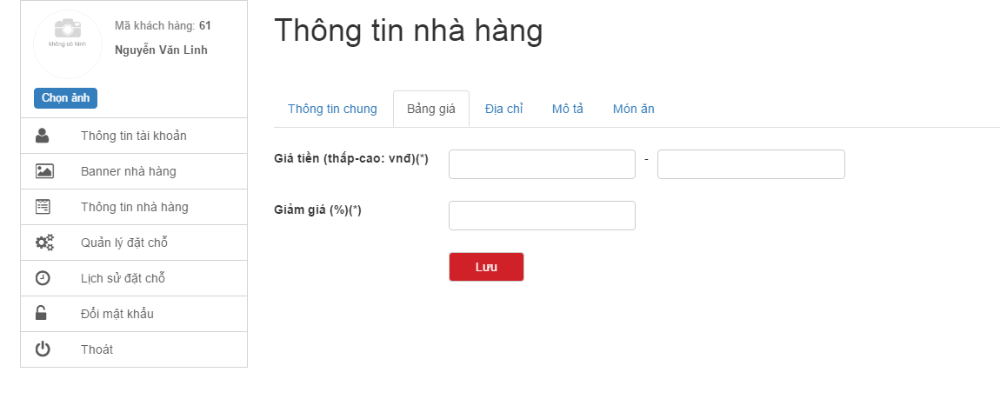 không có hình
Mã khách hàng: 61
Nguyễn Văn Linh
Chọn ảnh
Thông tin tài khoản
Banner nhà hàng
Thông tin nhà hàng
Quản lý đặt chỗ
Lịch sử đặt chỗ
Đổi mật khẩu
Thoát
Thông tin nhà hàng
Thông tin chung Bảng giá Địa chỉ Mô tả Món ăn
Giá tiền (thấp-cao: vnđ)(*) -
Giảm giá (%)(*)
Lưu